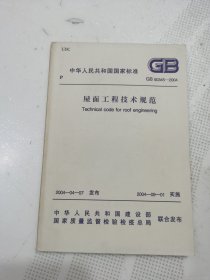 UDC
中华人民共和国国家标准
GB
P
GB 50345-2004
屋面工程技术规范
Technical code for roof engineering
2004-04-07 发布
2004-09-01 实施
中华人民共和国建设部
国家质量监督检验检疫总局
联合发布